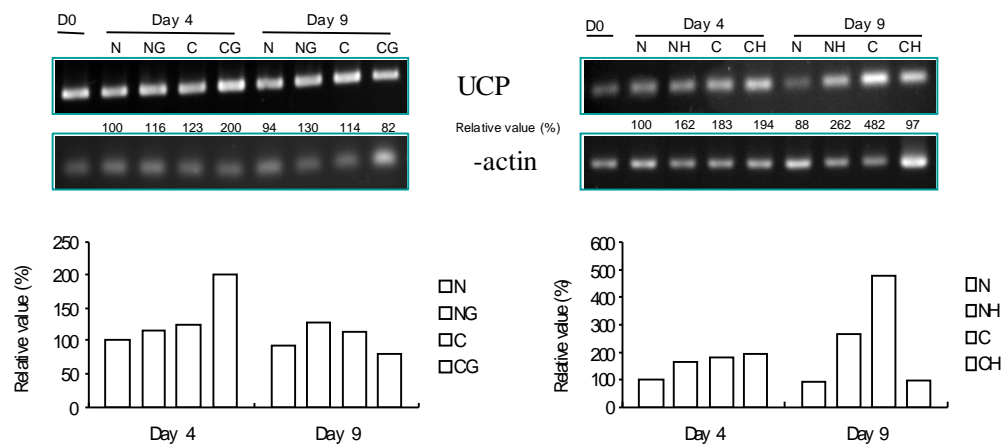 D0 Day 4 Day 9
N NG C CG N NG C CG
UCP
100 116 123 200 94 130 114 82
Relative value (%)
-actin
D0 Day 4 Day 9
N NH C CH N NH C CH
100 162 183 194 88 262 482 97
Relative value (%)
250
200
150
100
50
0
Day 4 Day 9
N
NG
C
CG
Relative value (%)
600
500
400
300
200
100
0
Day 4 Day 9
N
NH
C
CH